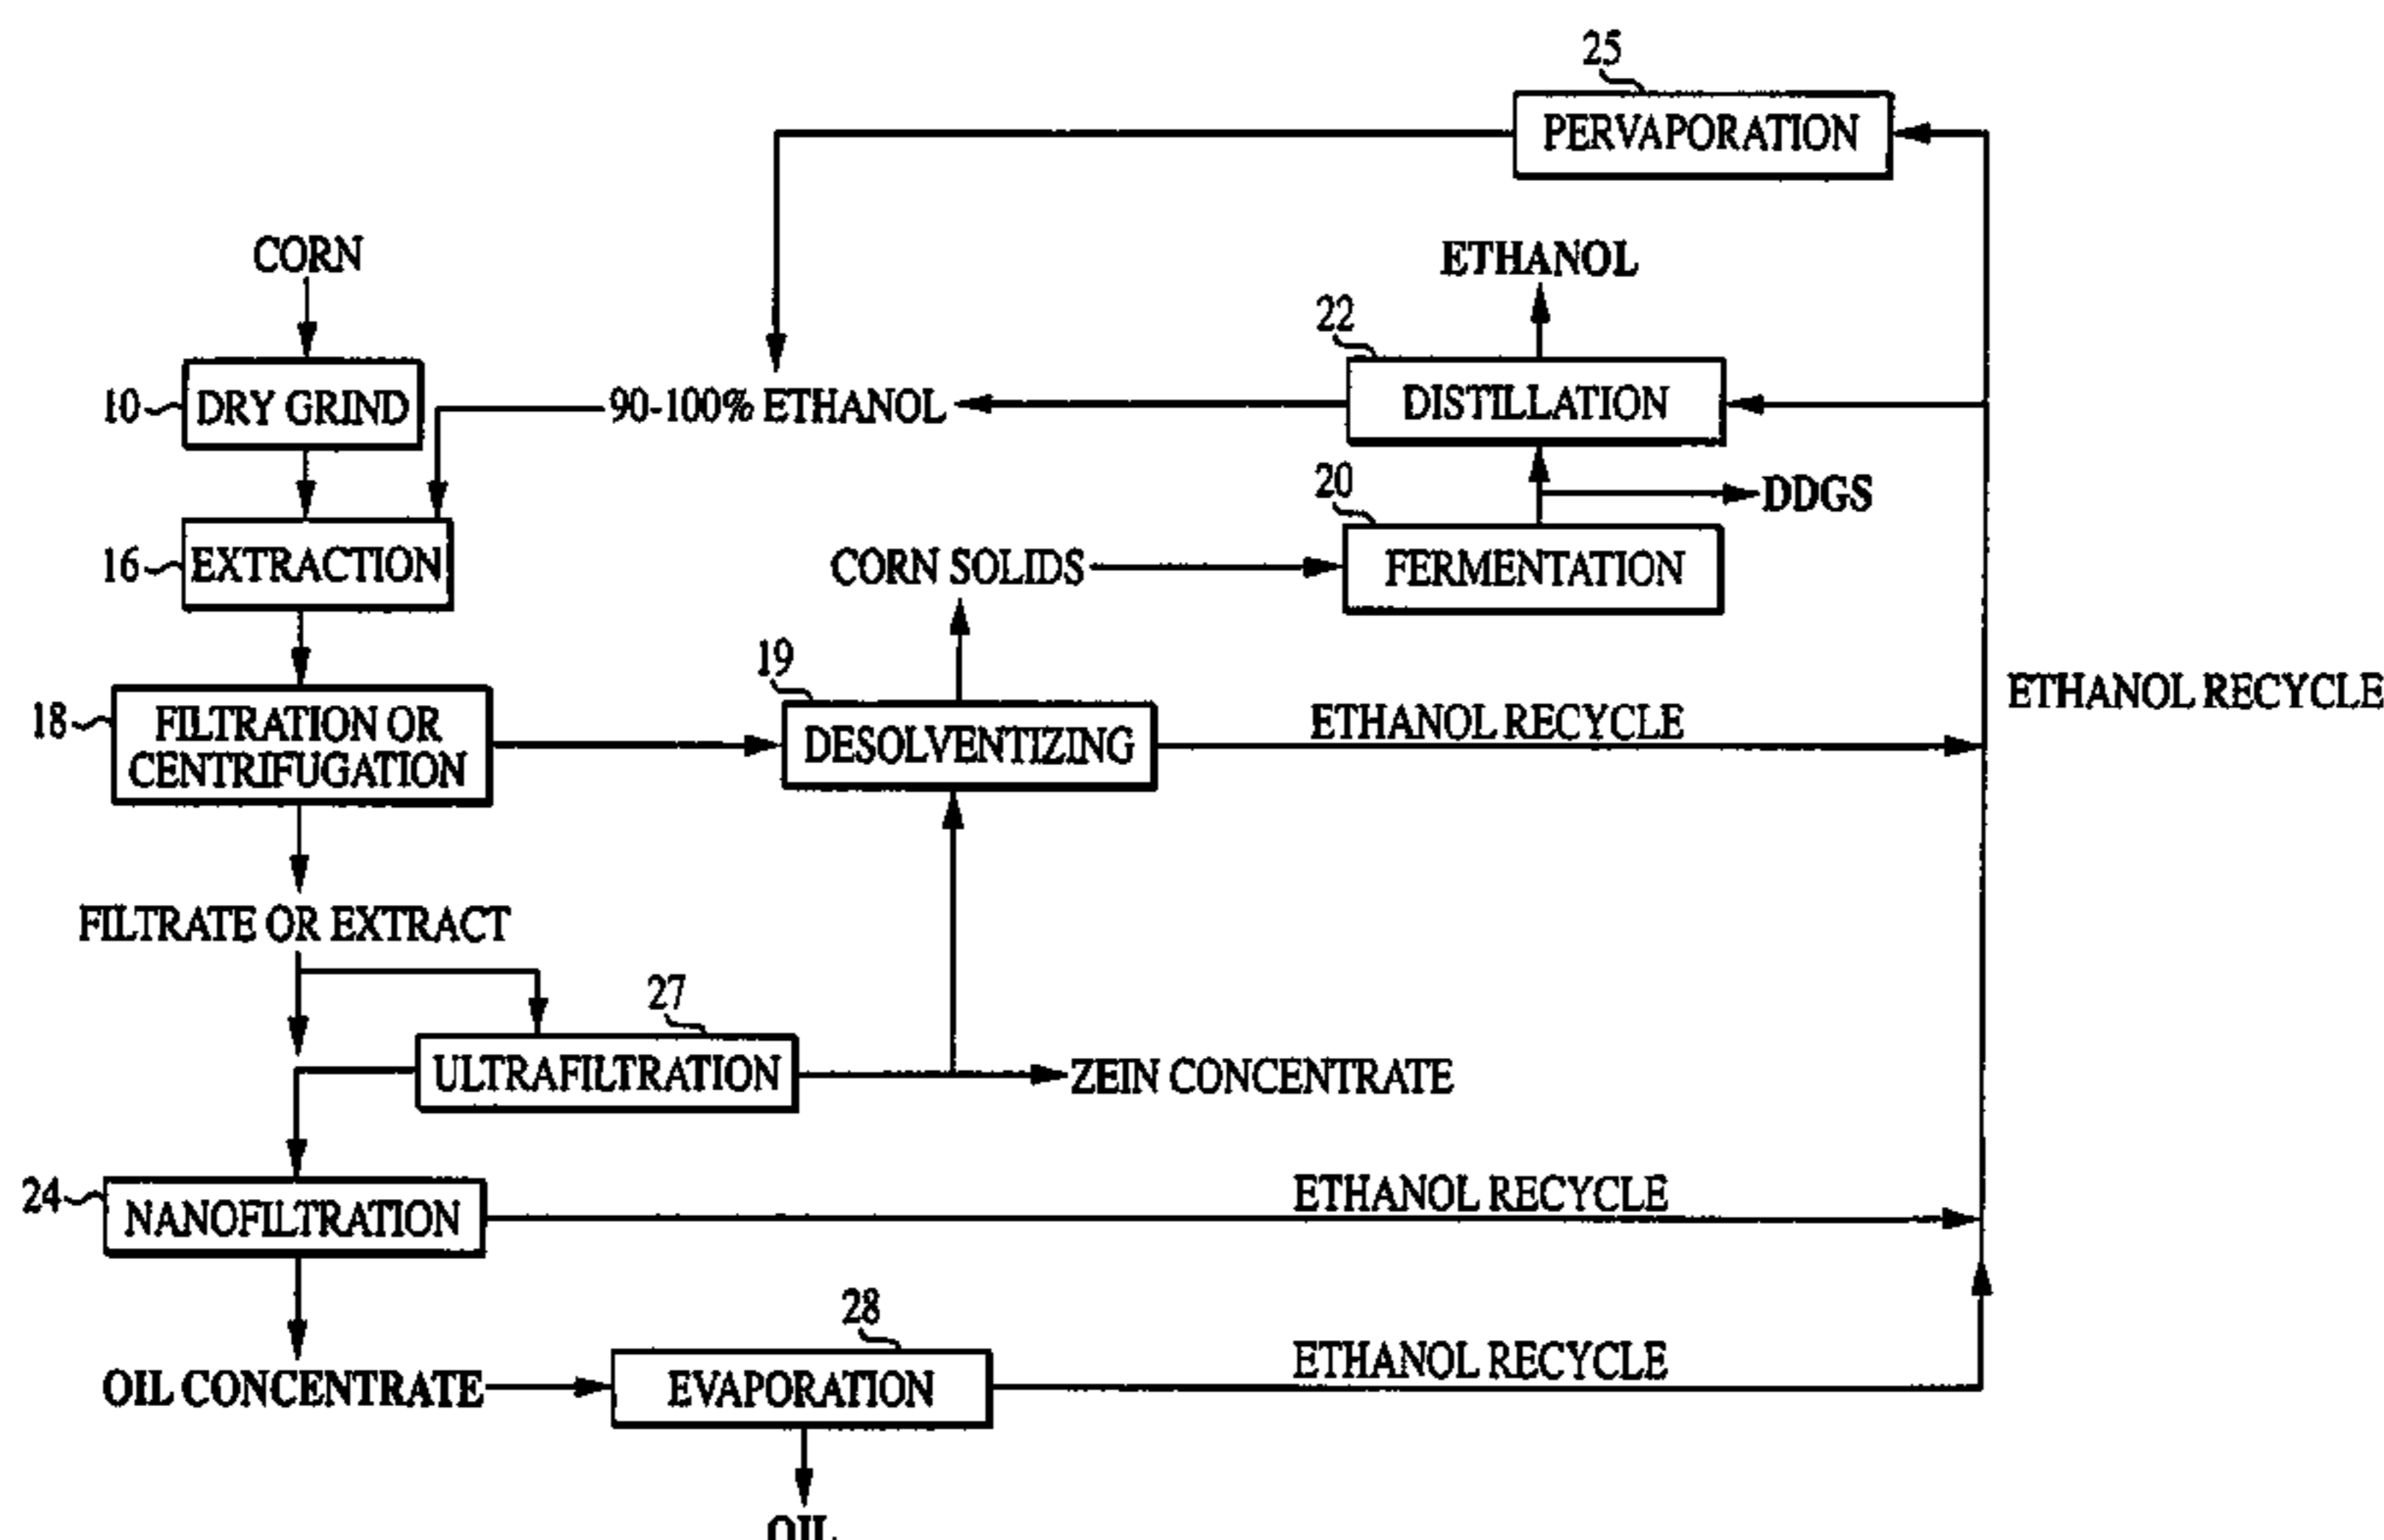 25
PERVAPORATION
CORN
ETHANOL
22
10
DRY GRIND
90-100% ETHANOL
DISTILLATION
20
DDGS
16
EXTRACTION
CORN SOLIDS
FERMENTATION
19
ETHANOL RECYCLE
18
FILTRATION OR
CENTRIFUGATION
DESOLVENTIZING
ETHANOL RECYCLE
FILTRATE OR EXTRACT
27
ULTRAFILTRATION
ZEIN CONCENTRATE
24
NANOFILTRATION
ETHANOL RECYCLE
28
OIL CONCENTRATE
EVAPORATION
ETHANOL RECYCLE
OIL